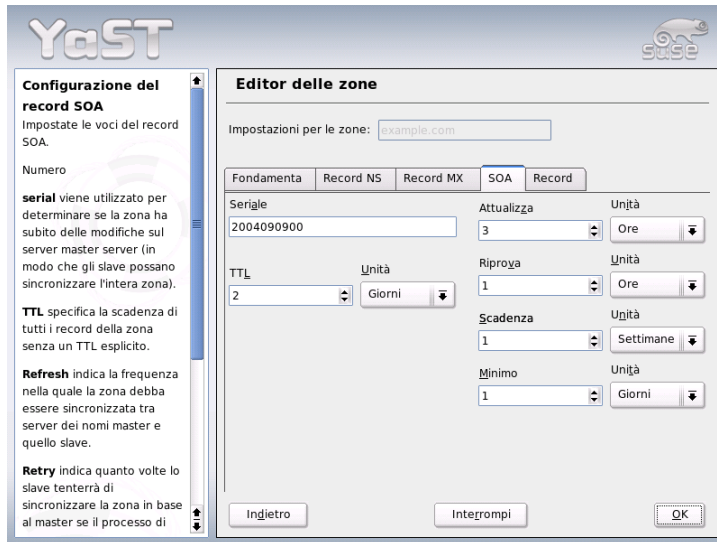 YaST
SUSE
Configurazione del
record SOA
Impostate le voci del record
SOA.
Numero
serial viene utilizzato per
determinare se la zona ha
subito delle modifiche sul
server master server (in
modo che gli slave possano
sincronizzare l'intera zona).
TTL specifica la scadenza di
tutti i record della zona
senza un TTL esplicito.
Refresh indica la frequenza
nella quale la zona debba
essere sincronizzata tra
server dei nomi master e
quello slave.
Retry indica quanto volte lo
slave tenterrà di
sincronizzare la zona in base
al master se il processo di
Editor delle zone
Impostazioni per le zone: example.com
Fondamenta Record NS Record MX SOA Record
Seriale
2004090900
TTL Unità
2 Giorni
Attualizza Unità
3 Ore
Riprova Unità
1 Ore
Scadenza Unità
1 Settimane
Minimo Unità
1 Giorni
Indietro Interrompi OK